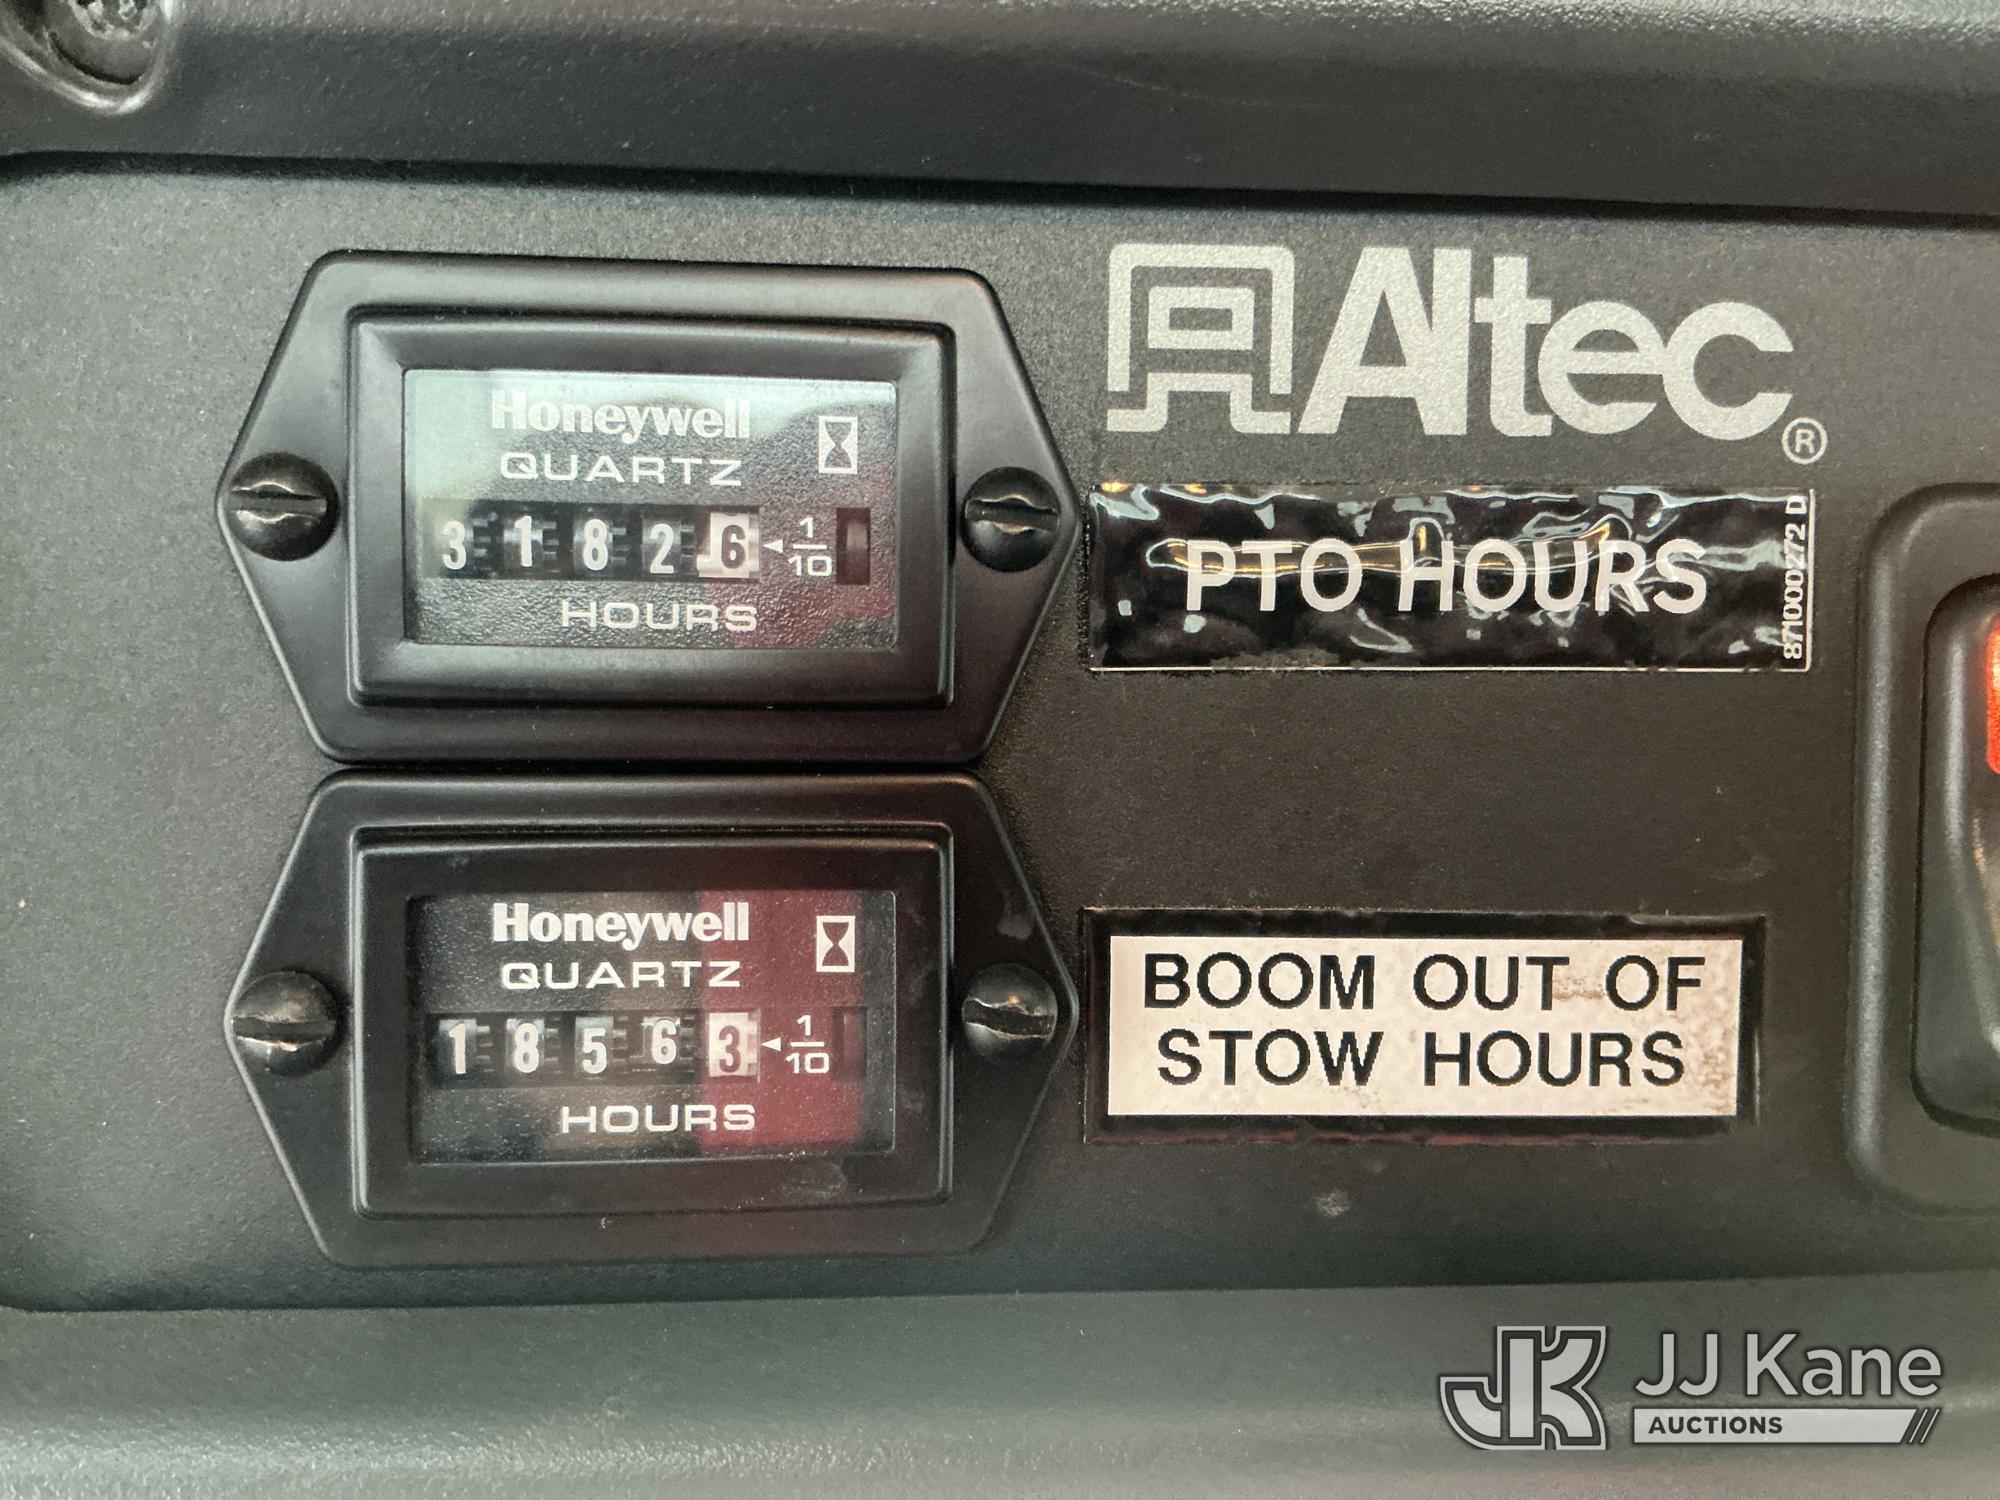 Honeywell
QUARTZ
3 1 8 2 6 ◄ 1/10
HOURS
Altec®
PTO HOURS
871000272 D
Honeywell
QUARTZ
1 8 5 6 3 ◄ 1/10
HOURS
BOOM OUT OF
STOW HOURS
JK JJ Kane
AUCTIONS